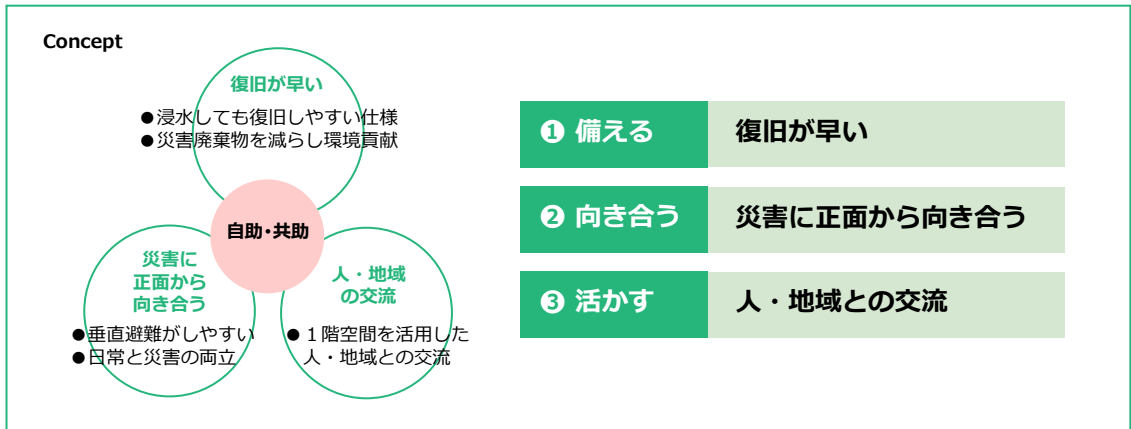 Concept
復旧が早い
●浸水しても復旧しやすい仕様
●災害廃棄物を減らし環境貢献
自助・共助
災害に
正面から
向き合う
●垂直避難がしやすい
●日常と災害の両立
人・地域
の交流
●１階空間を活用した
人・地域との交流
❶ 備える 復旧が早い
❷ 向き合う 災害に正面から向き合う
❸ 活かす 人・地域との交流